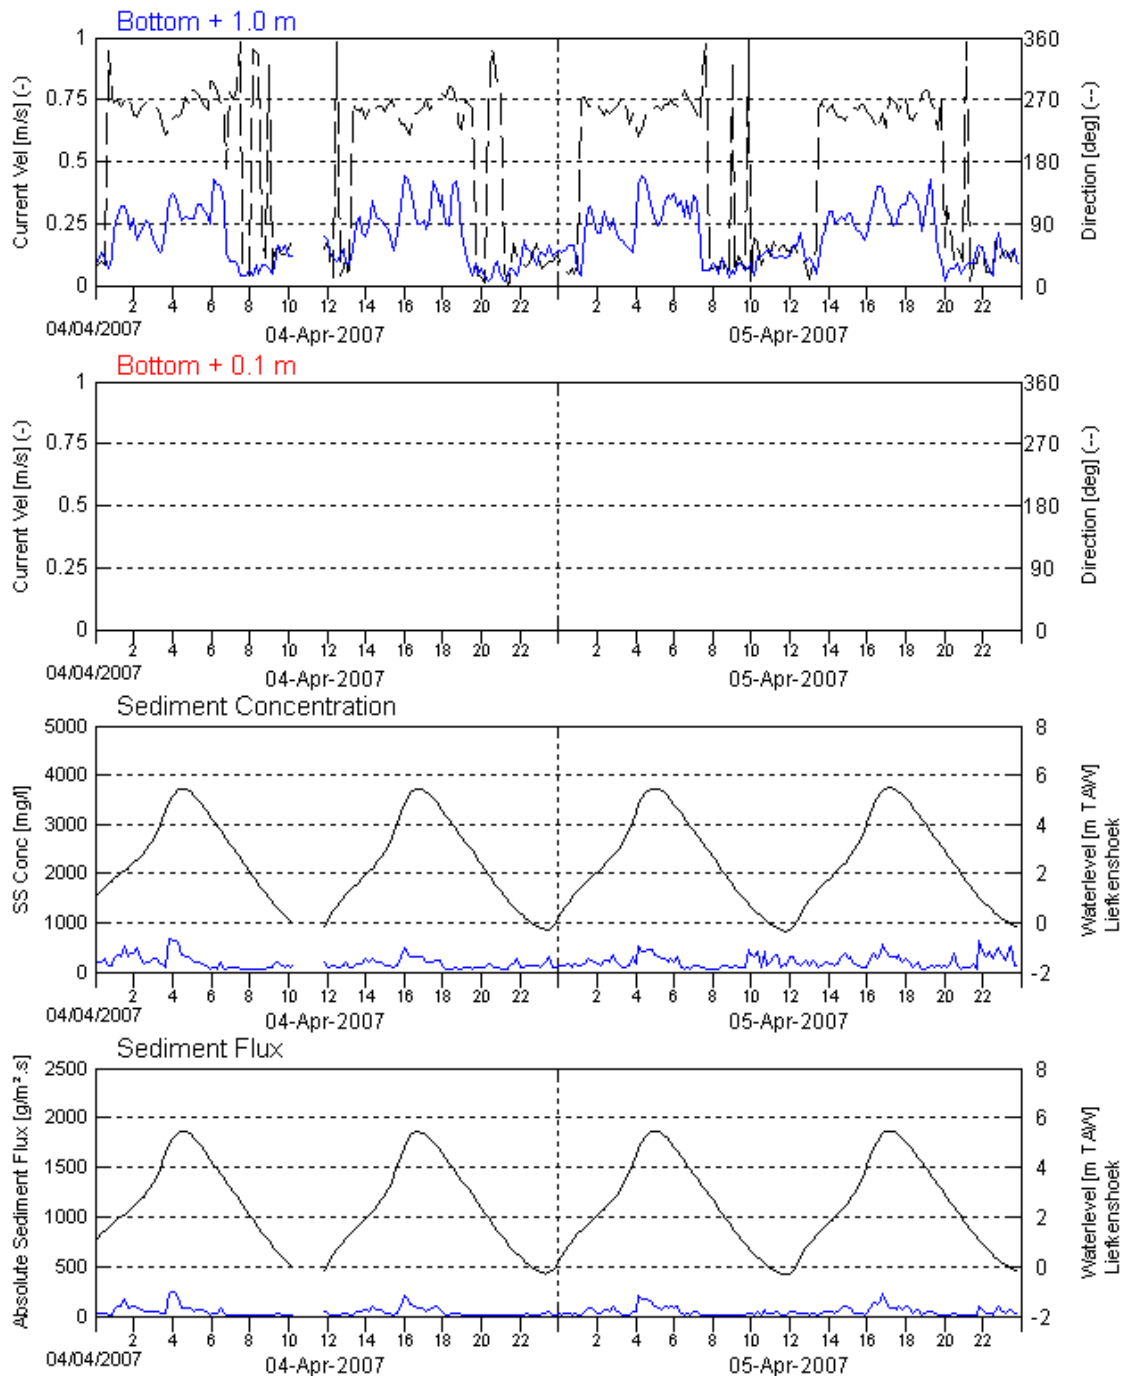 Bottom + 1.0 m
Current Vel [m/s] (-)
1
0.75
0.5
0.25
0
Direction [deg] (--)
360
270
180
90
0
2 4 6 8 10 12 14 16 18 20 22 2 4 6 8 10 12 14 16 18 20 22
04/04/2007
04-Apr-2007 05-Apr-2007
Bottom + 0.1 m
Current Vel [m/s] (-)
1
0.75
0.5
0.25
0
Direction [deg] (--)
360
270
180
90
0
2 4 6 8 10 12 14 16 18 20 22 2 4 6 8 10 12 14 16 18 20 22
04/04/2007
04-Apr-2007 05-Apr-2007
Sediment Concentration
SS Conc [mg/l]
5000
4000
3000
2000
1000
0
Waterlevel [m TAW]
Liefkenshoek
8
6
4
2
0
-2
2 4 6 8 10 12 14 16 18 20 22 2 4 6 8 10 12 14 16 18 20 22
04/04/2007
04-Apr-2007 05-Apr-2007
Sediment Flux
Absolute Sediment Flux [g/m².s]
2500
2000
1500
1000
500
0
Waterlevel [m TAW]
Liefkenshoek
8
6
4
2
0
-2
2 4 6 8 10 12 14 16 18 20 22 2 4 6 8 10 12 14 16 18 20 22
04/04/2007
04-Apr-2007 05-Apr-2007